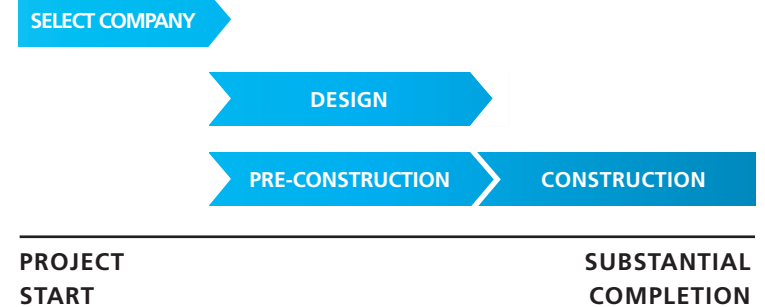 SELECT COMPANY
DESIGN
PRE-CONSTRUCTION
CONSTRUCTION
PROJECT
START
SUBSTANTIAL
COMPLETION